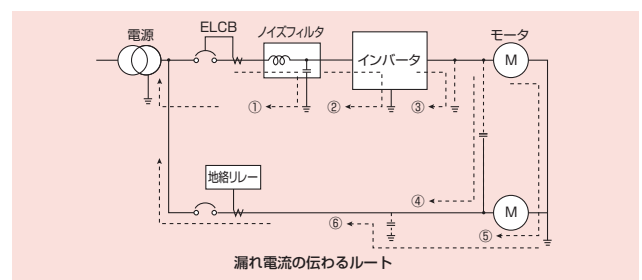 電源
ELCB
ノイズフィルタ
インバータ
モータ
M
①
②
③
地絡リレー
④
M
⑤
⑥
漏れ電流の伝わるルート